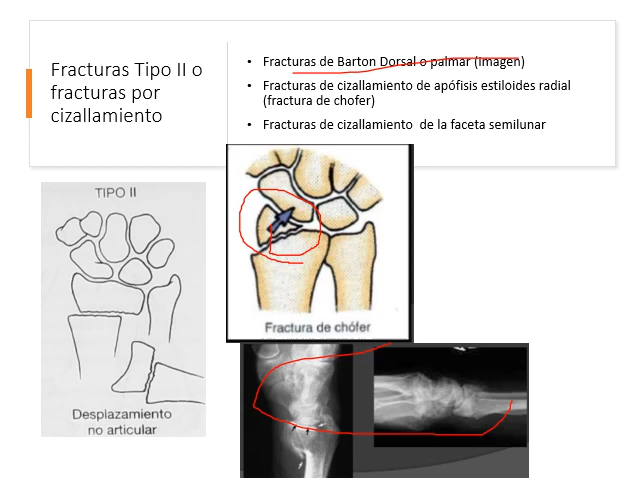 Fracturas Tipo II o
fracturas por
cizallamiento
• Fracturas de Barton Dorsal o palmar (imagen)
• Fracturas de cizallamiento de apófisis estiloides radial
(fractura de chofer)
• Fracturas de cizallamiento de la faceta semilunar
TIPO II
Desplazamiento
no articular
Fractura de chófer